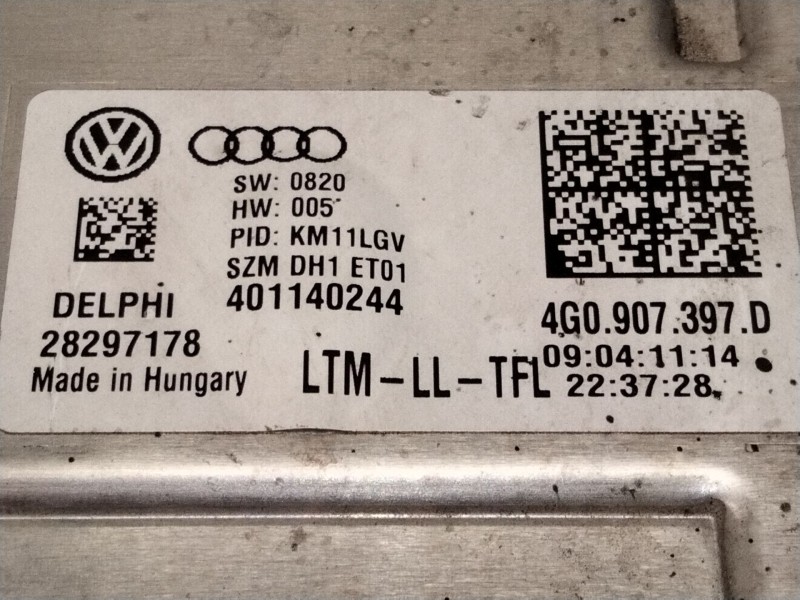 SW: 0820
HW: 005
PID: KM11LGV
SZM DH1 ET01
401140244
DELPHI
28297178
Made in Hungary
LTM-LL-TFL
4G0.907.397.D
09:04:11:14
22:37:28